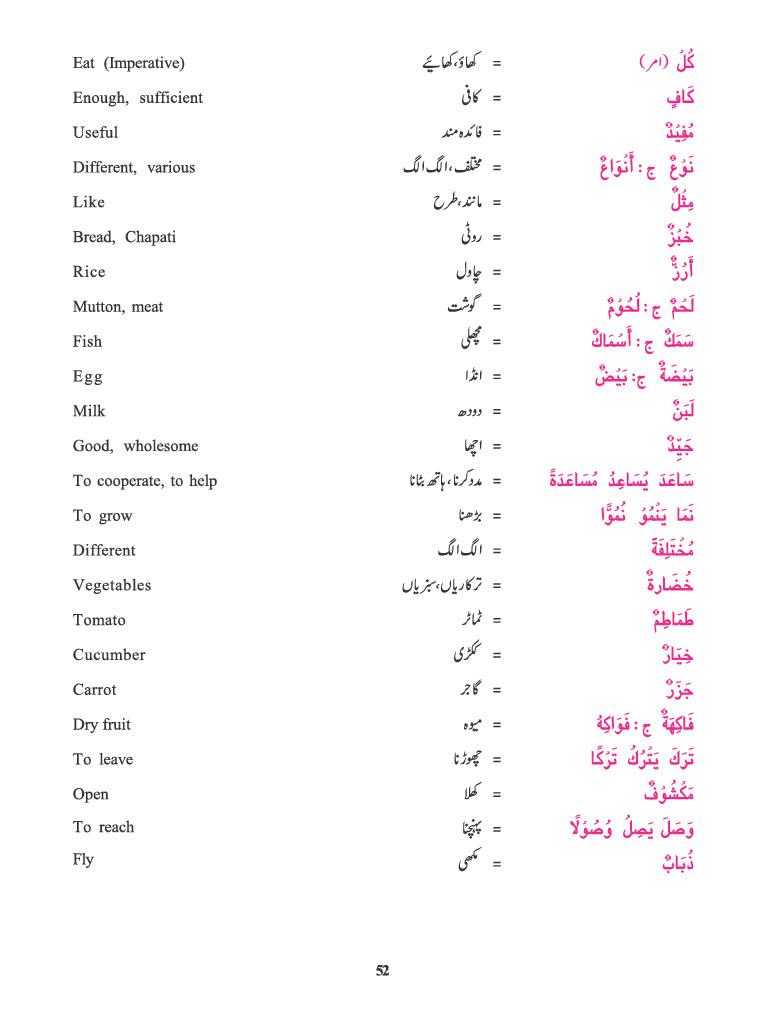 Eat (Imperative) کھاؤ،کھائیے = كُلْ (امر)
Enough, sufficient کافی = كَافٍ
Useful فائدہ مند = مُفِيْدٌ
Different, various مختلف،الگ الگ = نَوْعٌ ج : أَنْوَاعٌ
Like مانند،طرح = مِثْلٌ
Bread, Chapati روٹی = خُبْزٌ
Rice چاول = أَرُزٌّ
Mutton, meat گوشت = لَحْمٌ ج : لُحُوْمٌ
Fish مچھلی = سَمَكٌ ج : أَسْمَاكٌ
Egg انڈا = بَيْضَةٌ ج: بَيْضٌ
Milk دودھ = لَبَنٌ
Good, wholesome اچھا = جَيِّدٌ
To cooperate, to help مدد کرنا،ہاتھ بٹانا = سَاعَدَ يُسَاعِدُ مُسَاعَدَةً
To grow بڑھنا = نَمَا يَنْمُوْ نُمُوًّا
Different الگ الگ = مُخْتَلِفَةً
Vegetables ترکاریاں،سبزیاں = خُضَارةٌ
Tomato ٹماٹر = طَمَاطِمٌ
Cucumber ککڑی = خِيَارٌ
Carrot گاجر = جَزَرٌ
Dry fruit میوہ = فَاكِهَةٌ ج : فَوَاكِهُ
To leave چھوڑنا = تَرَكَ يَتْرُكُ تَرْكًا
Open کھلا = مَكْشُوْفٌ
To reach پہنچنا = وَصَلَ يَصِلُ وُصُوْلًا
Fly مکھی = ذُبَابٌ
52